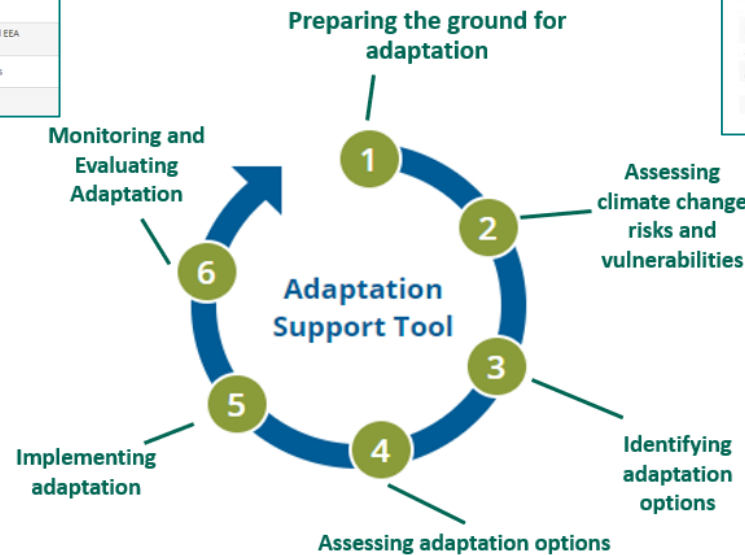 EEA
s
Preparing the ground for
adaptation
1
Assessing
climate change
risks and
vulnerabilities
2
Identifying
adaptation
options
3
Assessing adaptation options
4
Implementing
adaptation
5
Monitoring and
Evaluating
Adaptation
6
Adaptation
Support Tool